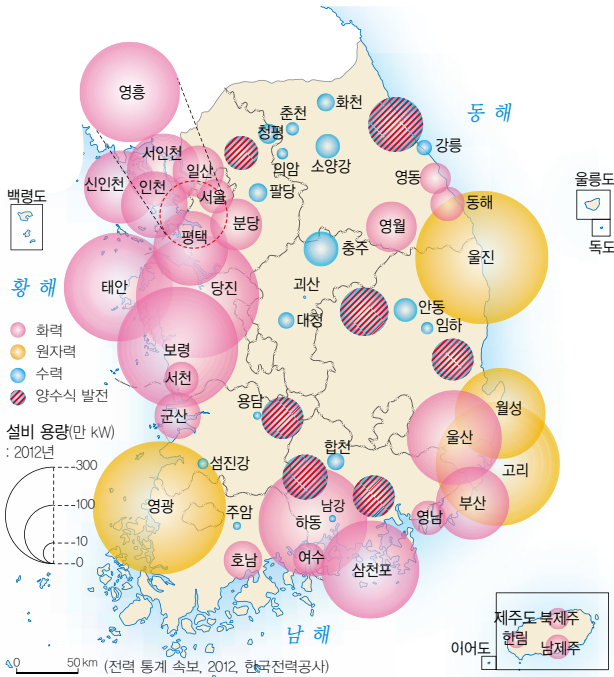 영흥
화천
동해
춘천
청평
강릉
서인천
의암
소양강
일산
신인천
인천
서울
팔당
영동
울릉도
백령도
분당
동해
영월
평택
독도
충주
울진
황해
태안
당진
괴산
안동
대청
임하
화력
원자력
수력
양수식 발전
보령
서천
월성
용담
군산
울산
설비 용량(만 kW)
: 2012년
합천
300
섬진강
고리
영광
100
남강
부산
주암
하동
영남
10
0
호남
여수
삼천포
제주도
북제주
한림
남해
이어도
남제주
0 50 km (전력 통계 속보, 2012, 한국전력공사)